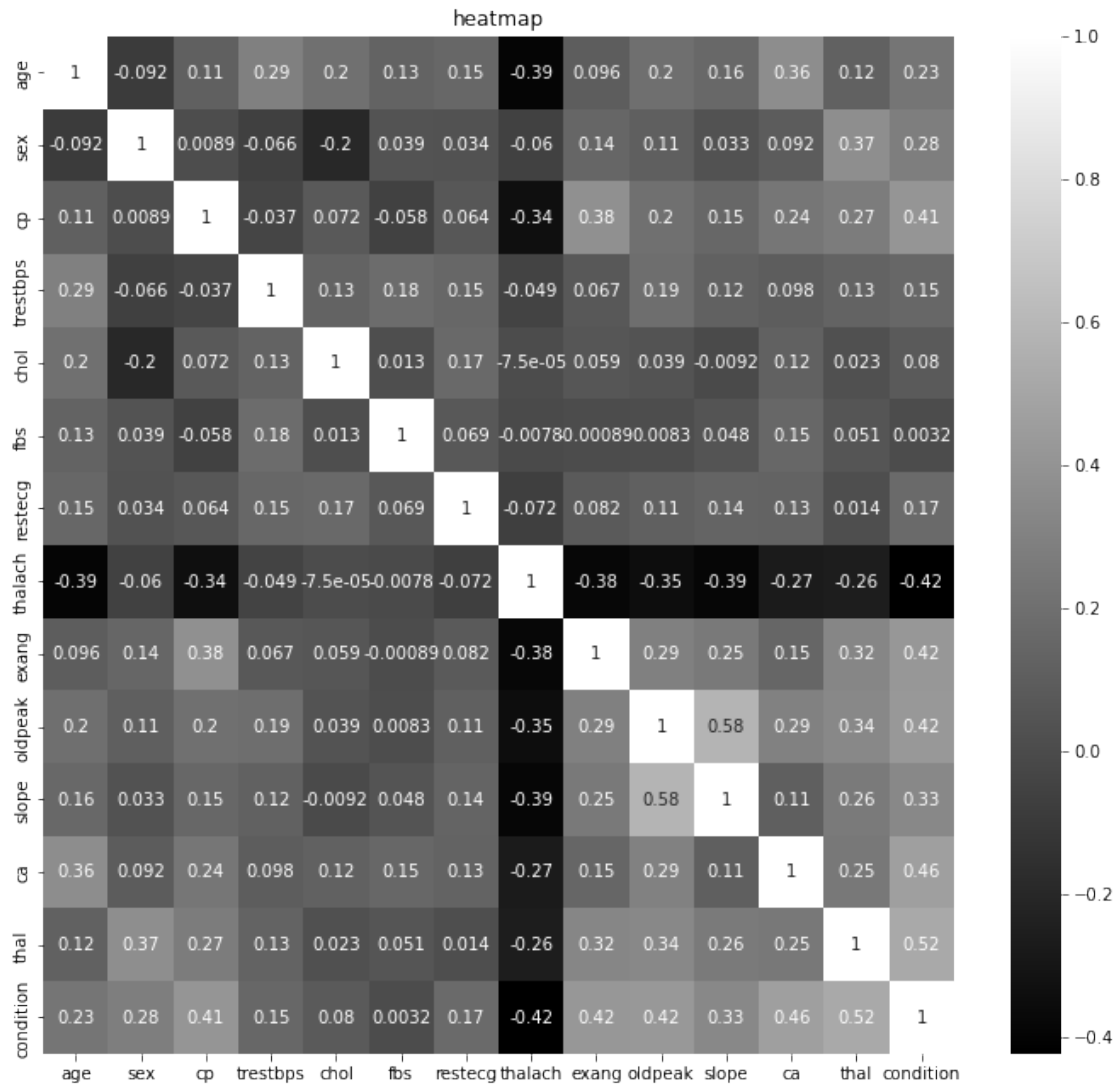 heatmap
age 1 -0.092 0.11 0.29 0.2 0.13 0.15 -0.39 0.096 0.2 0.16 0.36 0.12 0.23
sex -0.092 1 0.0089 -0.066 -0.2 0.039 0.034 -0.06 0.14 0.11 0.033 0.092 0.37 0.28
cp 0.11 0.0089 1 -0.037 0.072 -0.058 0.064 -0.34 0.38 0.2 0.15 0.24 0.27 0.41
trestbps 0.29 -0.066 -0.037 1 0.13 0.18 0.15 -0.049 0.067 0.19 0.12 0.098 0.13 0.15
chol 0.2 -0.2 0.072 0.13 1 0.013 0.17 -7.5e-05 0.059 0.039 -0.0092 0.12 0.023 0.08
fbs 0.13 0.039 -0.058 0.18 0.013 1 0.069 -0.0078 -0.00089 0.0083 0.048 0.15 0.051 0.0032
restecg 0.15 0.034 0.064 0.15 0.17 0.069 1 -0.072 0.082 0.11 0.14 0.13 0.014 0.17
thalach -0.39 -0.06 -0.34 -0.049 -7.5e-05 -0.0078 -0.072 1 -0.38 -0.35 -0.39 -0.27 -0.26 -0.42
exang 0.096 0.14 0.38 0.067 0.059 -0.00089 0.082 -0.38 1 0.29 0.25 0.15 0.32 0.42
oldpeak 0.2 0.11 0.2 0.19 0.039 0.0083 0.11 -0.35 0.29 1 0.58 0.29 0.34 0.42
slope 0.16 0.033 0.15 0.12 -0.0092 0.048 0.14 -0.39 0.25 0.58 1 0.11 0.26 0.33
ca 0.36 0.092 0.24 0.098 0.12 0.15 0.13 -0.27 0.15 0.29 0.11 1 0.25 0.46
thal 0.12 0.37 0.27 0.13 0.023 0.051 0.014 -0.26 0.32 0.34 0.26 0.25 1 0.52
condition 0.23 0.28 0.41 0.15 0.08 0.0032 0.17 -0.42 0.42 0.42 0.33 0.46 0.52 1
age sex cp trestbps chol fbs restecg thalach exang oldpeak slope ca thal condition
1.0
0.8
0.6
0.4
0.2
0.0
−0.2
−0.4